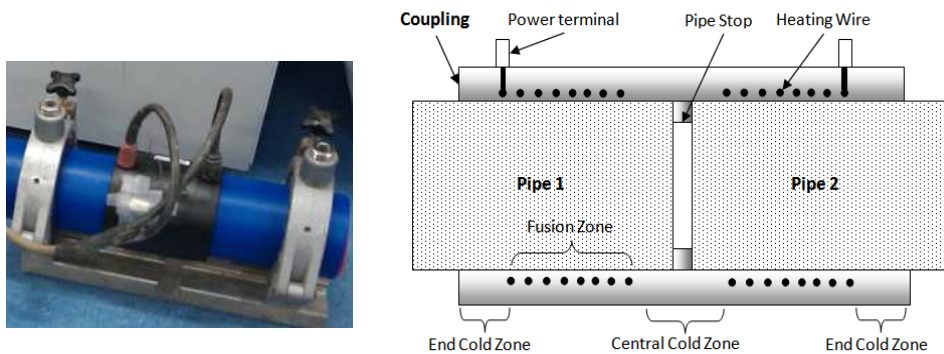 Coupling
Power terminal
Pipe Stop
Heating Wire
Pipe 1
Pipe 2
Fusion Zone
End Cold Zone
Central Cold Zone
End Cold Zone